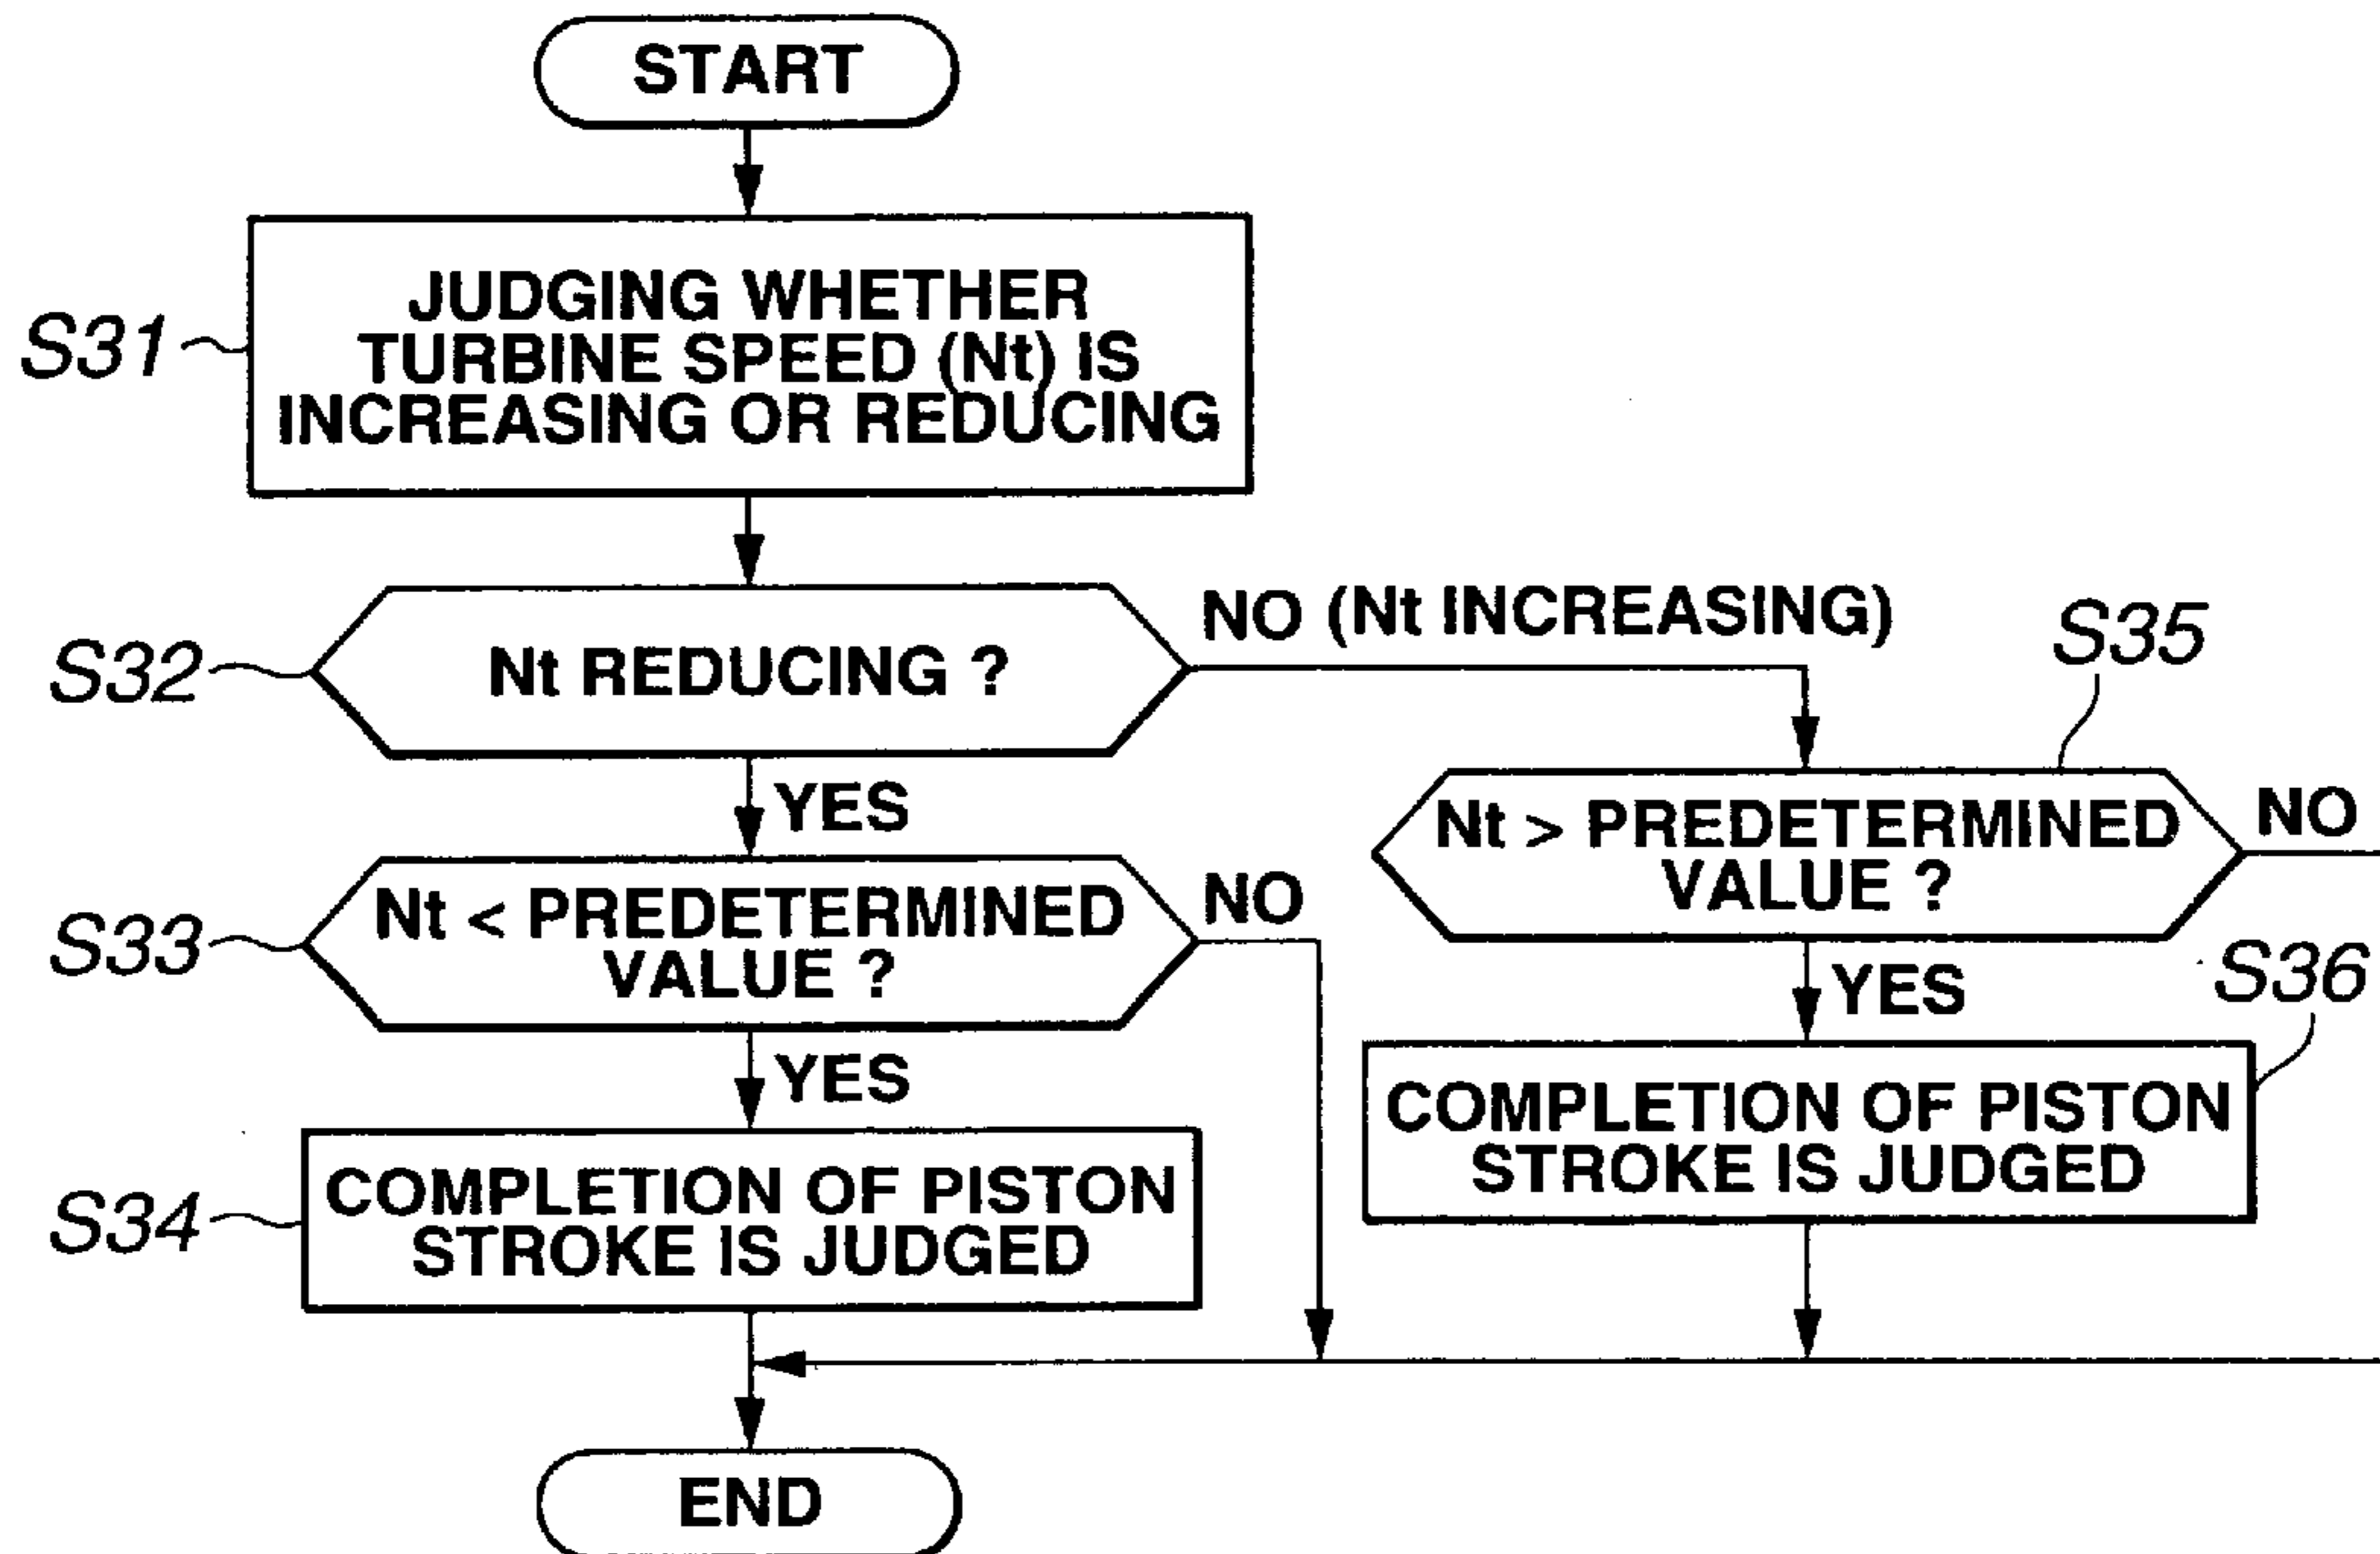 START
S31
JUDGING WHETHER
TURBINE SPEED (Nt) IS
INCREASING OR REDUCING
S32
Nt REDUCING ?
NO (Nt INCREASING)
YES
S33
Nt < PREDETERMINED
VALUE ?
NO
YES
S34
COMPLETION OF PISTON
STROKE IS JUDGED
S35
Nt > PREDETERMINED
VALUE ?
NO
YES
S36
COMPLETION OF PISTON
STROKE IS JUDGED
END